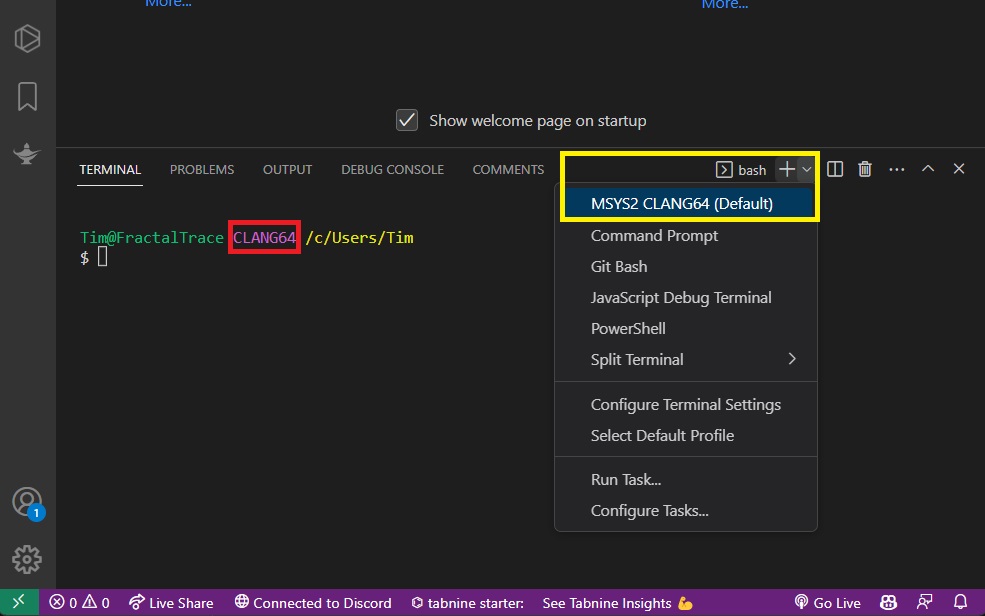 More...
More...
Show welcome page on startup
TERMINAL PROBLEMS OUTPUT DEBUG CONSOLE COMMENTS bash
Tim@FractalTrace CLANG64 /c/Users/Tim
$
MSYS2 CLANG64 (Default)
Command Prompt
Git Bash
JavaScript Debug Terminal
PowerShell
Split Terminal
Configure Terminal Settings
Select Default Profile
Run Task...
Configure Tasks...
1
0 0 Live Share Connected to Discord tabnine starter: See Tabnine Insights 💪 Go Live